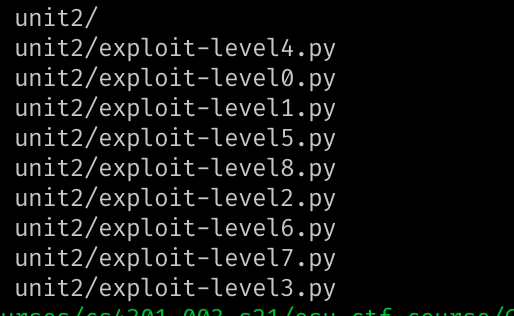 unit2/
unit2/exploit-level4.py
unit2/exploit-level0.py
unit2/exploit-level1.py
unit2/exploit-level5.py
unit2/exploit-level8.py
unit2/exploit-level2.py
unit2/exploit-level6.py
unit2/exploit-level7.py
unit2/exploit-level3.py